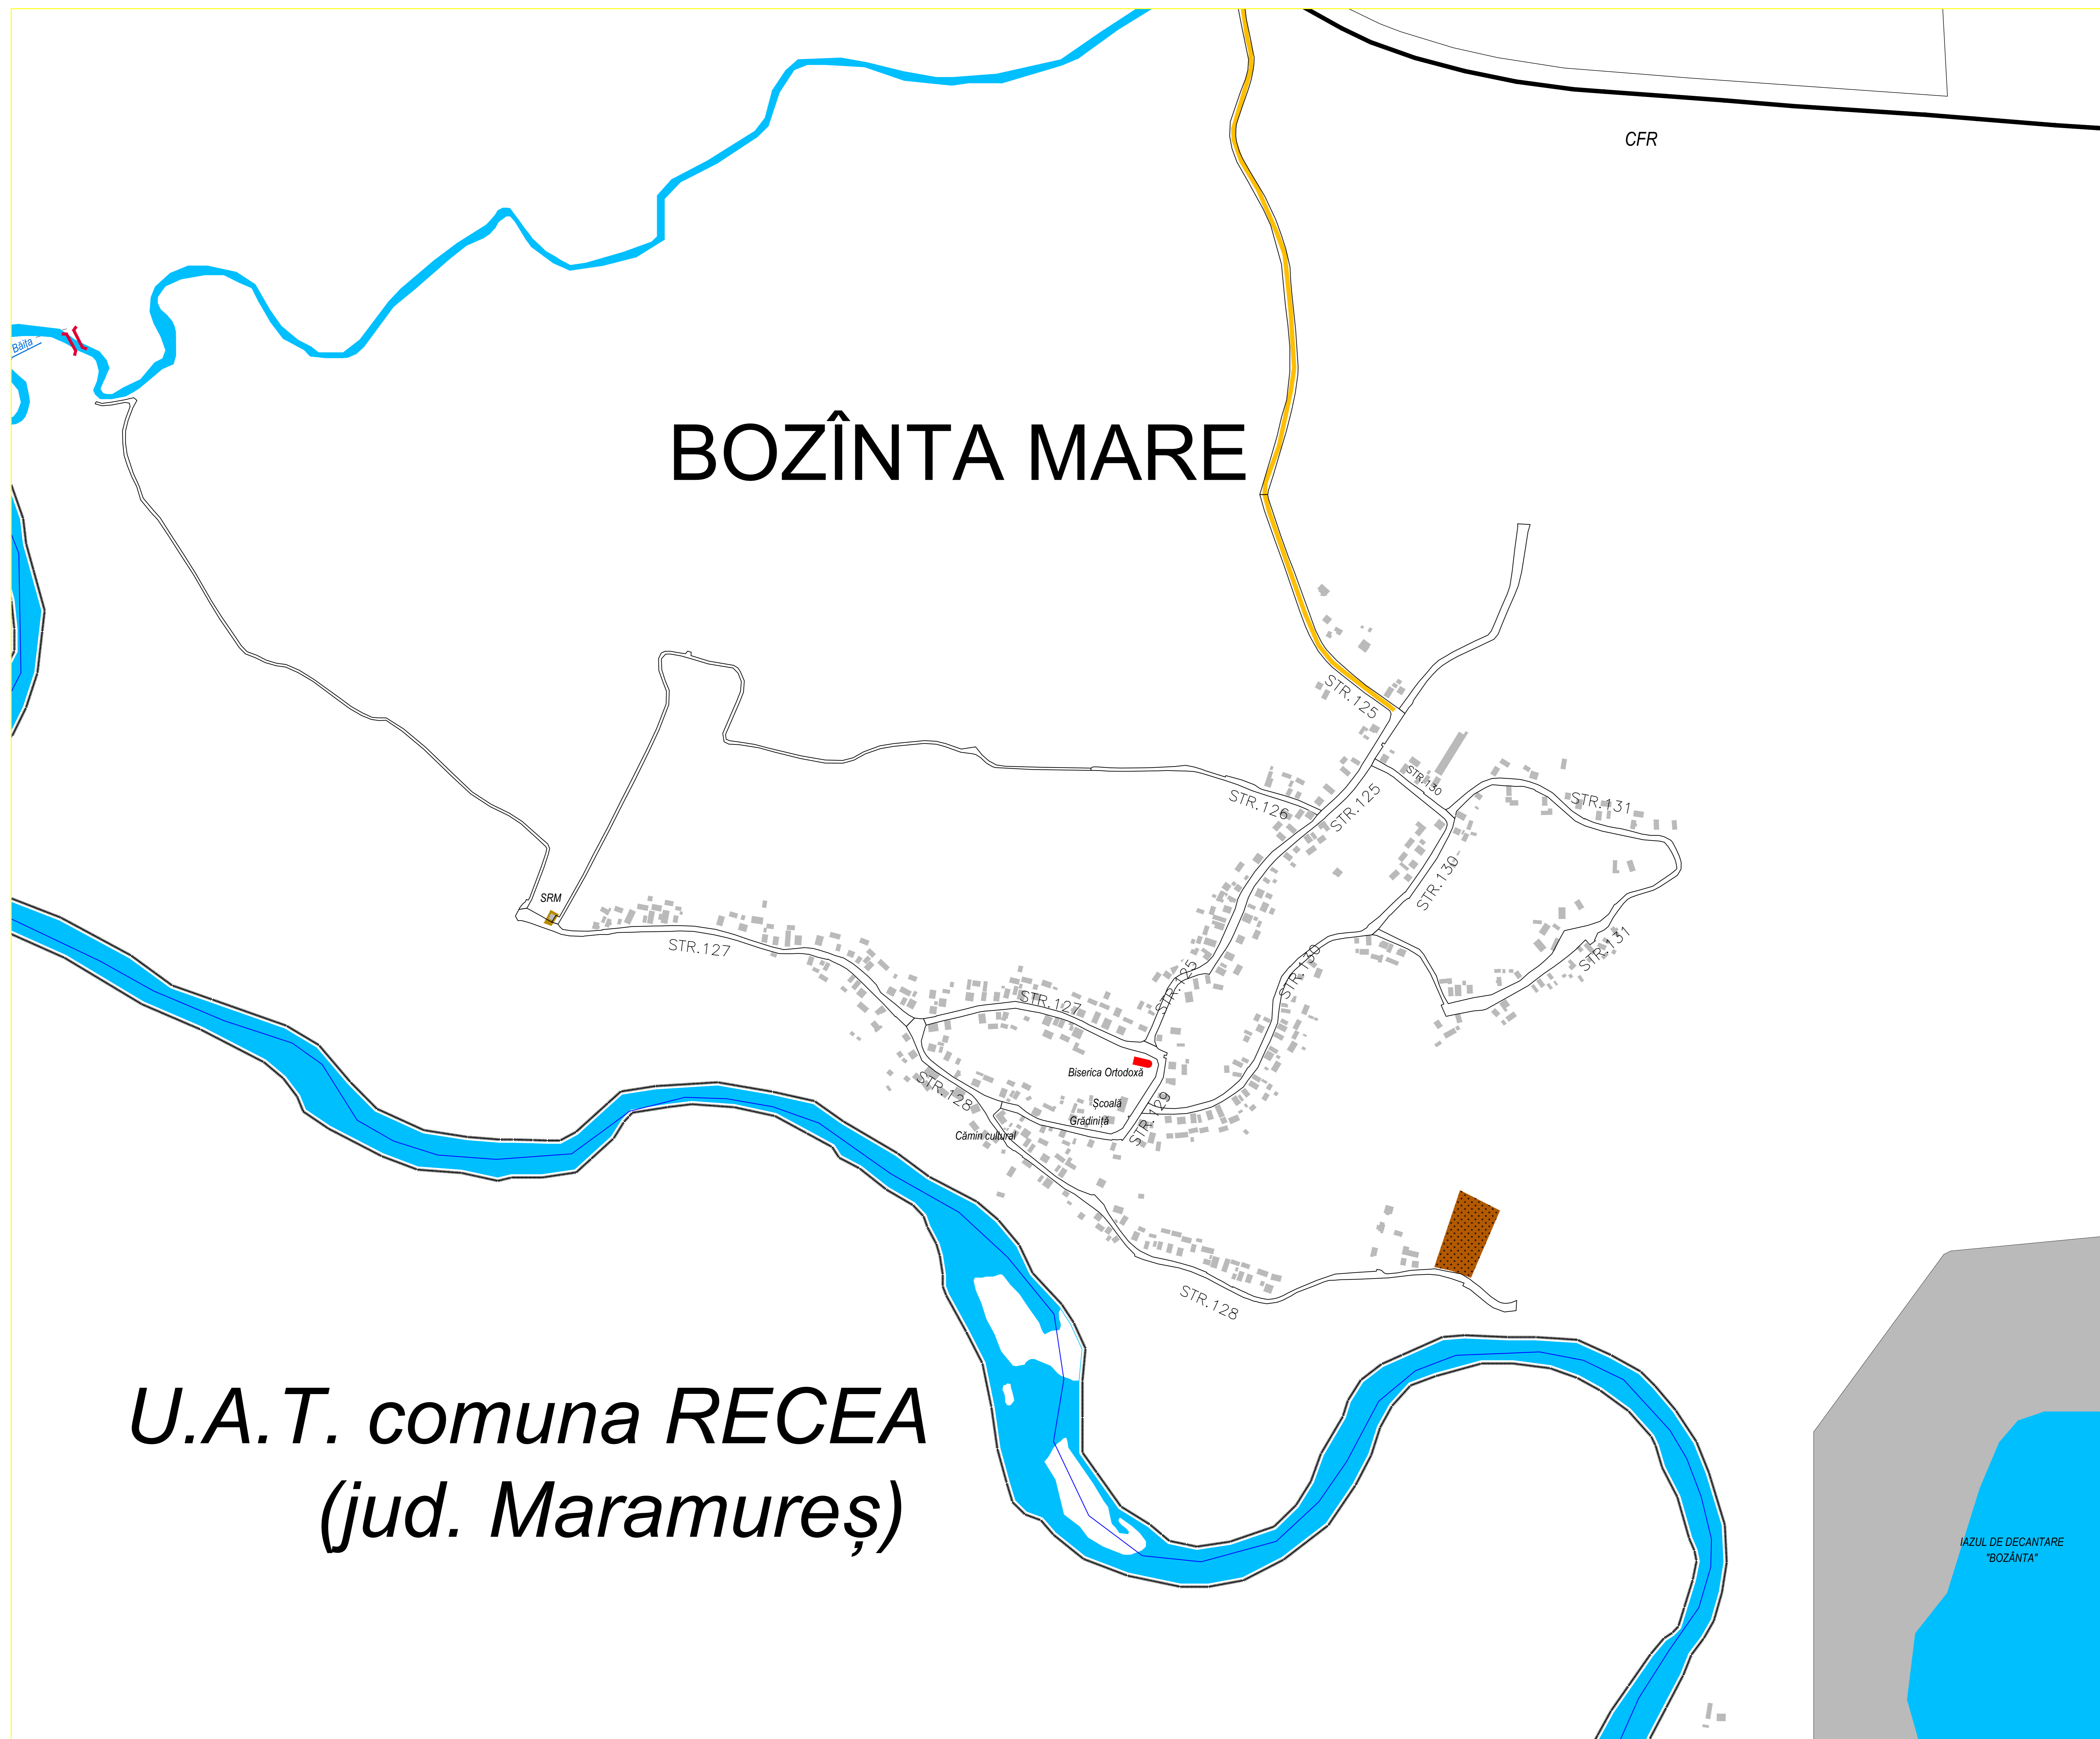 CFR
Băița
BOZÎNTA MARE
STR.125
STR.130
STR.126
STR.125
STR.131
STR.130
SRM
STR.127
STR.125
STR.130
STR.131
STR.127
Biserica Ortodoxă
STR.128
Școală
Grădiniță
STR.129
Cămin cultural
STR.128
U.A.T. comuna RECEA
(jud. Maramureș)
IAZUL DE DECANTARE
"BOZÂNTA"